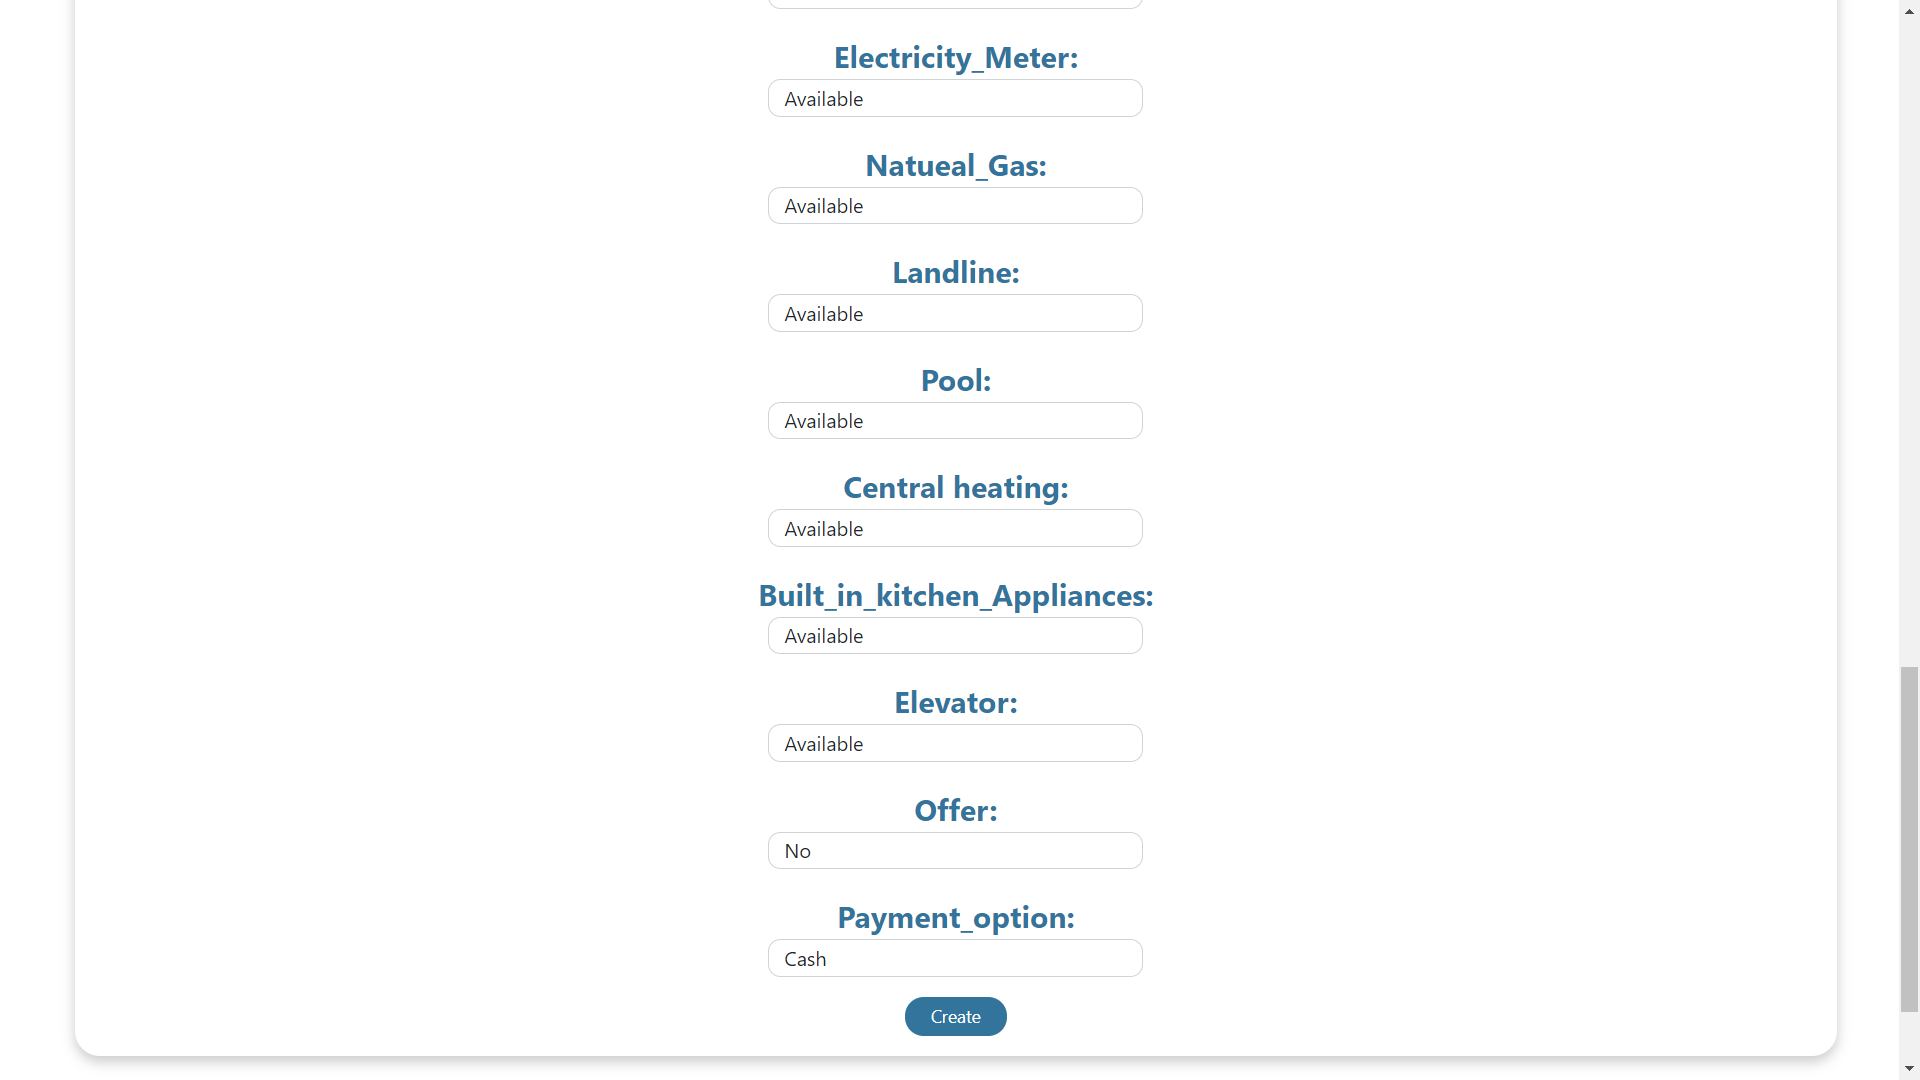 Electricity_Meter:
Available
Natueal_Gas:
Available
Landline:
Available
Pool:
Available
Central heating:
Available
Built_in_kitchen_Appliances:
Available
Elevator:
Available
Offer:
No
Payment_option:
Cash
Create